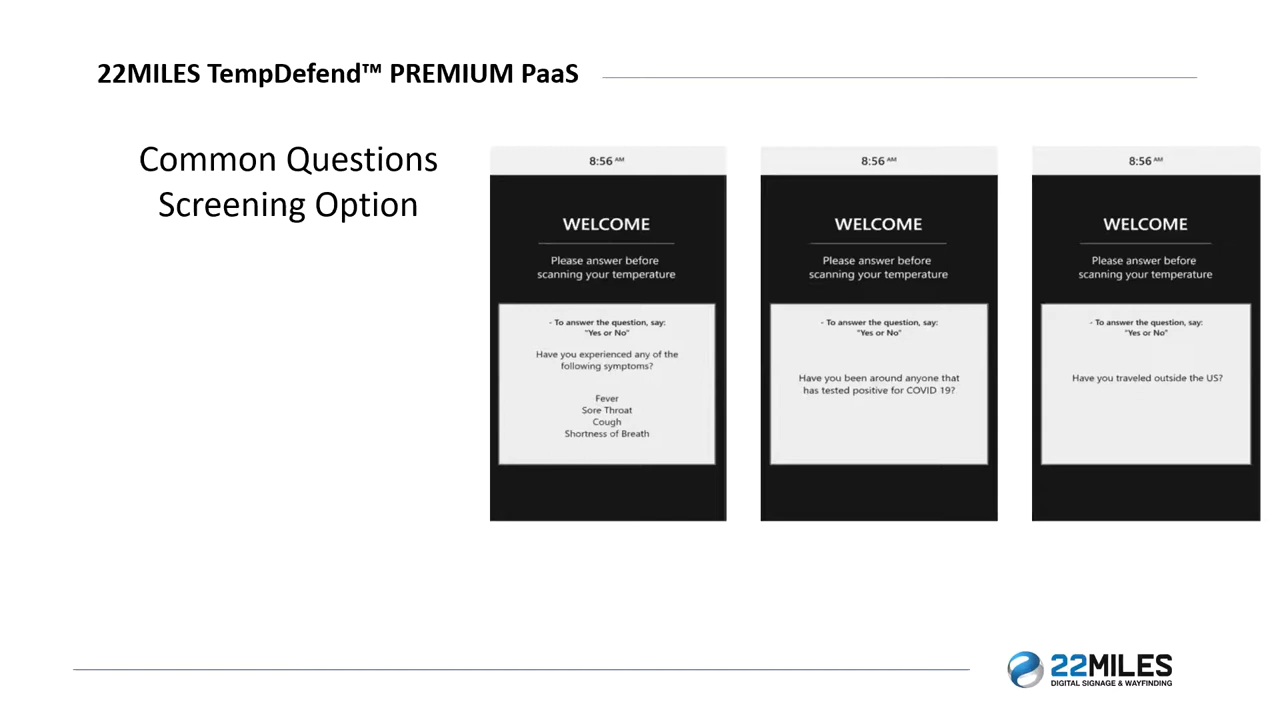 22MILES TempDefend™ PREMIUM PaaS
Common Questions
Screening Option
8:56 AM
WELCOME
Please answer before
scanning your temperature
- To answer the question, say:
"Yes or No"
Have you experienced any of the
following symptoms?
Fever
Sore Throat
Cough
Shortness of Breath
8:56 AM
WELCOME
Please answer before
scanning your temperature
- To answer the question, say:
"Yes or No"
Have you been around anyone that
has tested positive for COVID 19?
8:56 AM
WELCOME
Please answer before
scanning your temperature
- To answer the question, say:
"Yes or No"
Have you traveled outside the US?
22MILES
DIGITAL SIGNAGE & WAYFINDING